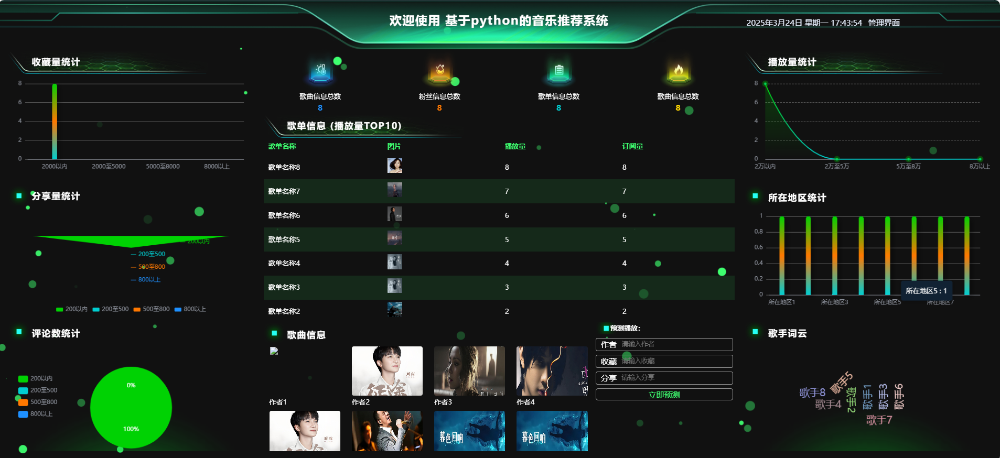 欢迎使用 基于python的音乐推荐系统
2025年3月24日 星期一 17:43:54 管理界面
收藏量统计
8
6
4
2
0
2000以内 2000至5000 5000至8000 8000以上
分享量统计
200以内
200至500
500至800
800以上
200以内 200至500 500至800 800以上
评论数统计
200以内
200至500
500至800
800以上
0%
100%
歌曲信息总数 粉丝信息总数 歌单信息总数 歌曲信息总数
8 8 8 8
歌单信息 (播放量TOP10)
歌单名称 图片 播放量 订阅量
歌单名称8 8 8
歌单名称7 7 7
歌单名称6 6 6
歌单名称5 5 5
歌单名称4 4 4
歌单名称3 3 3
歌单名称2 2 2
歌曲信息
作者1 作者2 作者3 作者4
暮色回响 暮色回响
预测播放:
作者 请输入作者
收藏 请输入收藏
分享 请输入分享
立即预测
播放量统计
8
6
4
2
0
2万以内 2万至5万 5万至8万 8万以上
所在地区统计
1
0.8
0.6
0.4
0.2
0
所在地区5 : 1
所在地区1 所在地区3 所在地区5 所在地区7
歌手词云
歌手8
歌手5
歌手4
歌手2
歌手1
歌手3
歌手6
歌手7